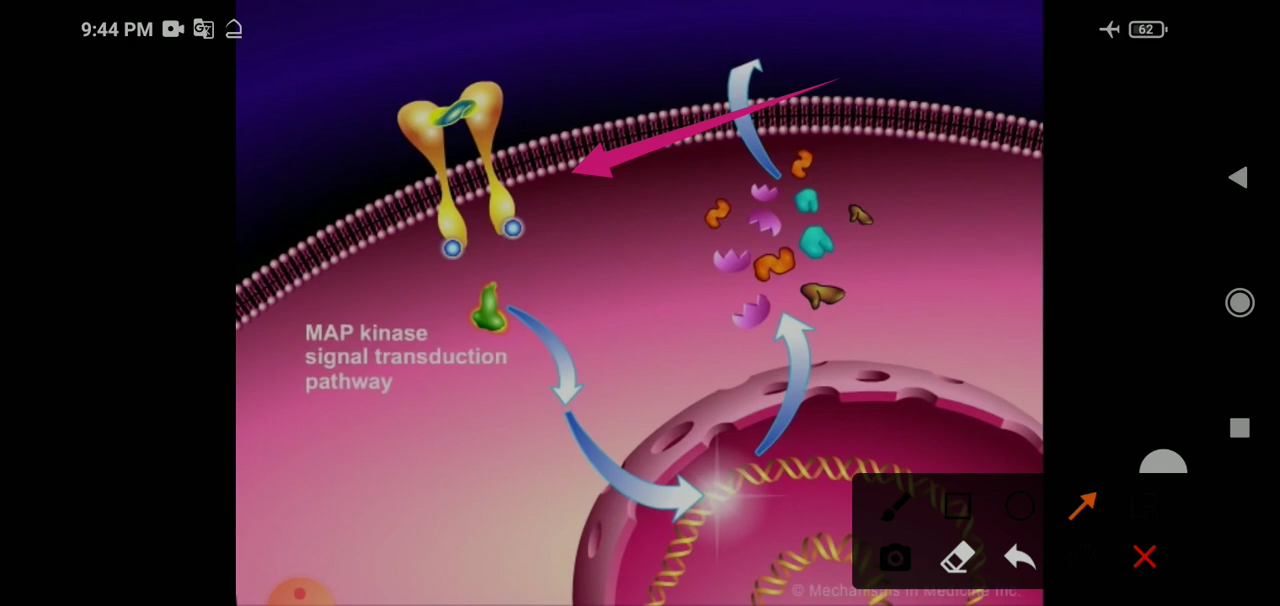 9:44 PM
62
MAP kinase
signal transduction
pathway
© Mechanisms in Medicine Inc.